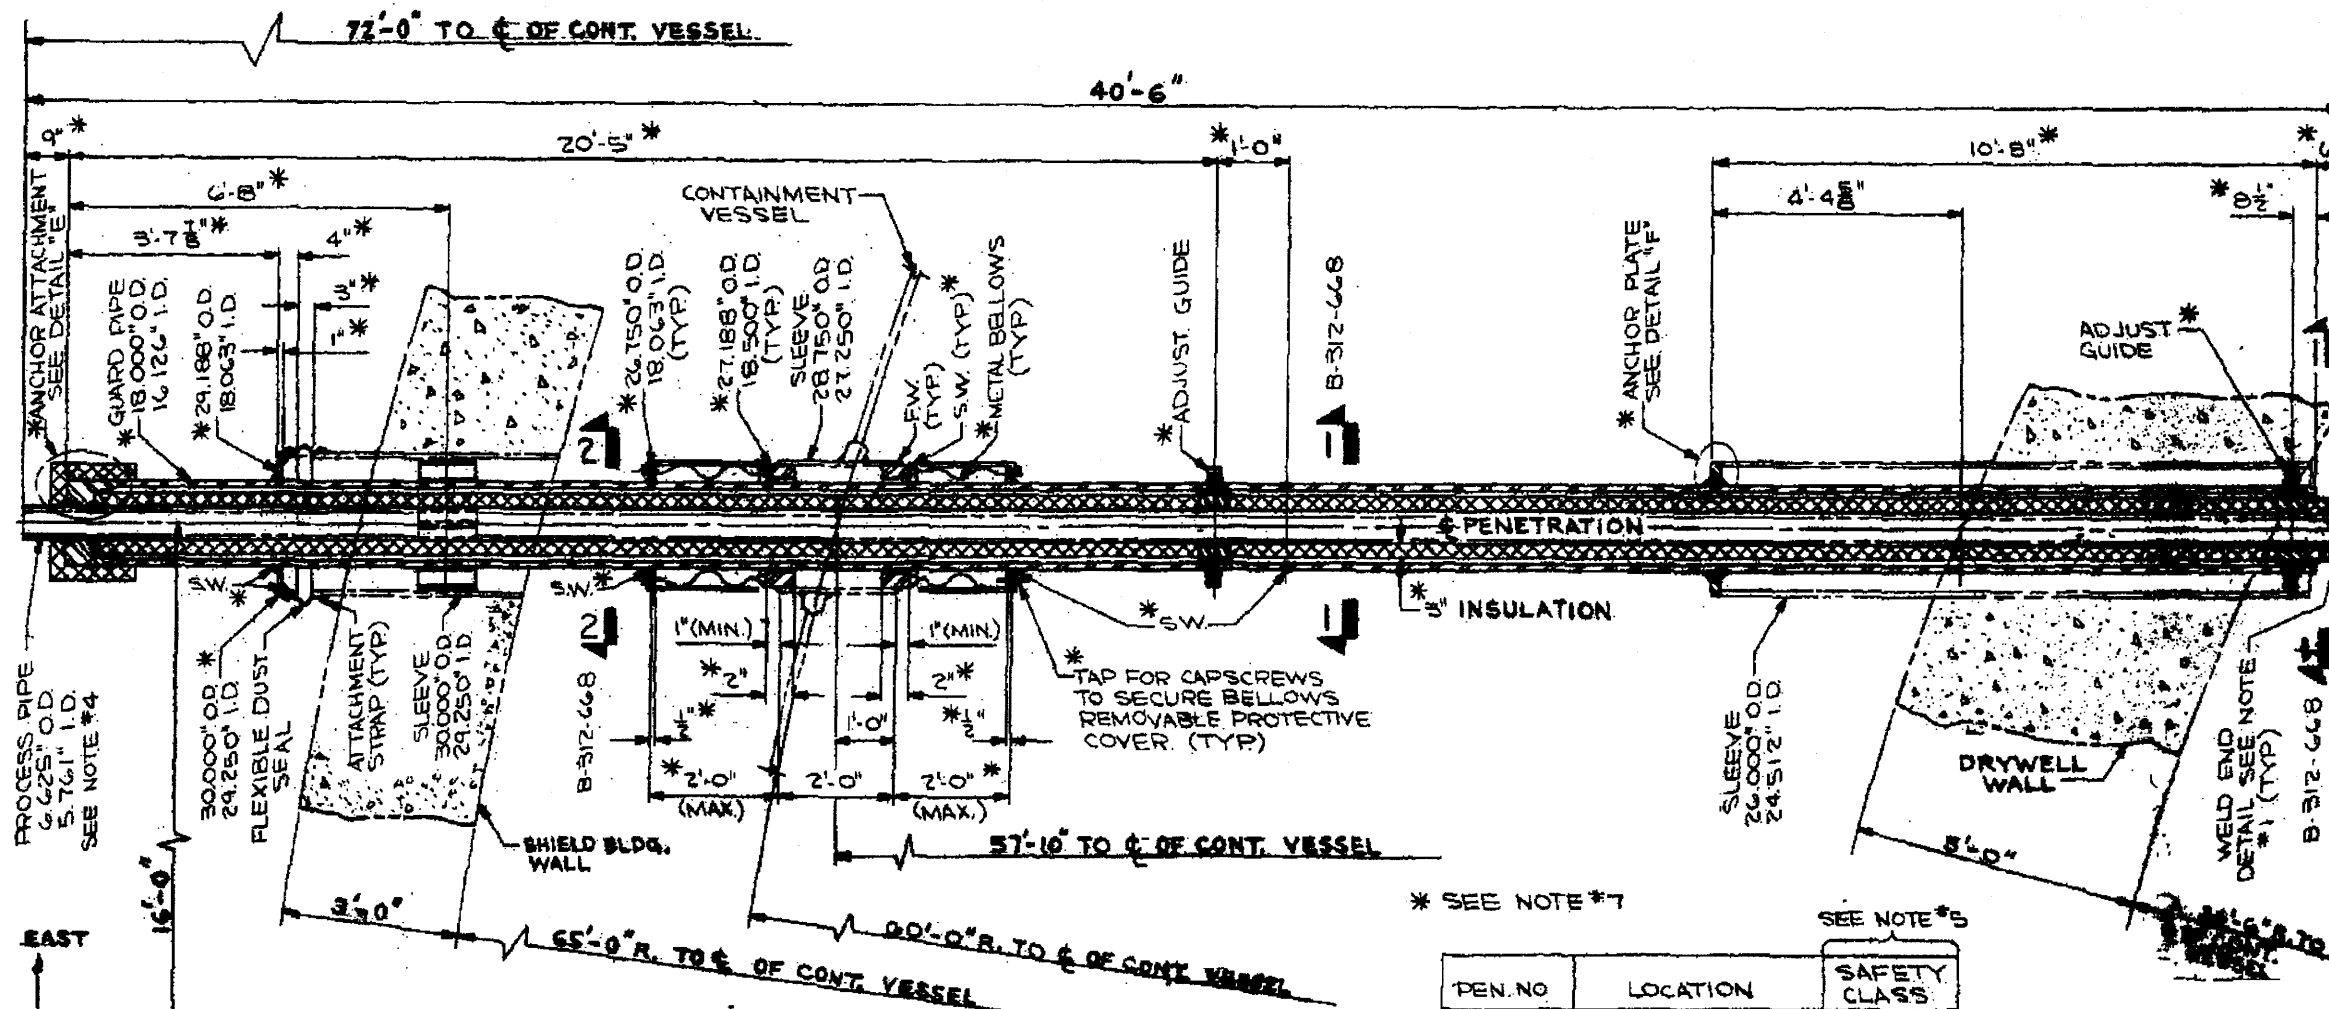 72'-0" TO ℄ OF CONT. VESSEL
40'-6"
9" *
20'-5" *
* 1'-0"
10'-8" *
*
6'-8" *
4'-4 5/8"
* 8 1/2"
3'-7 7/8" *
4" *
3" *
1" *
*ANCHOR ATTACHMENT
SEE DETAIL "E"
* GUARD PIPE
18.000" O.D.
16.126" I.D.
* 29.188" O.D.
18.063" I.D.
* 26.750" O.D.
18.063" I.D.
(TYP.)
* 27.188" O.D.
18.500" I.D.
(TYP.)
SLEEVE
28.750" O.D.
27.250" I.D.
CONTAINMENT
VESSEL
F.W.
(TYP.)
* S.W. (TYP.)
* METAL BELLOWS
(TYP.)
* ADJUST. GUIDE
B-312-668
* ANCHOR PLATE
SEE DETAIL "F"
ADJUST *
GUIDE
2
1
℄ PENETRATION
* 3" INSULATION
S.W. *
S.W. *
* S.W.
2
1
PROCESS PIPE
6.625" O.D.
5.761" I.D.
SEE NOTE #4
30.000" O.D. *
29.250" I.D.
FLEXIBLE DUST
SEAL
ATTACHMENT
STRAP (TYP.)
SLEEVE
30.000" O.D.
29.250" I.D.
B-312-668
1" (MIN.)
1" (MIN.)
* 2"
2" *
1/2" *
1'-0"
* 1/2"
* 2'-0"
(MAX.)
2'-0"
2'-0" *
(MAX.)
*
TAP FOR CAPSCREWS
TO SECURE BELLOWS
REMOVABLE PROTECTIVE
COVER. (TYP.)
SLEEVE
26.000" O.D.
24.512" I.D.
DRYWELL
WALL
WELD END
DETAIL SEE NOTE
#1 (TYP)
B-312-668
SHIELD BLDG.
WALL
57'-10" TO ℄ OF CONT. VESSEL
5'-0"
16'-0"
3'-0"
65'-0" R. TO ℄ OF CONT. VESSEL
60'-0" R. TO ℄ OF CONT. VESSEL
* SEE NOTE #7
EAST
SEE NOTE #5
PEN. NO
LOCATION
SAFETY
CLASS